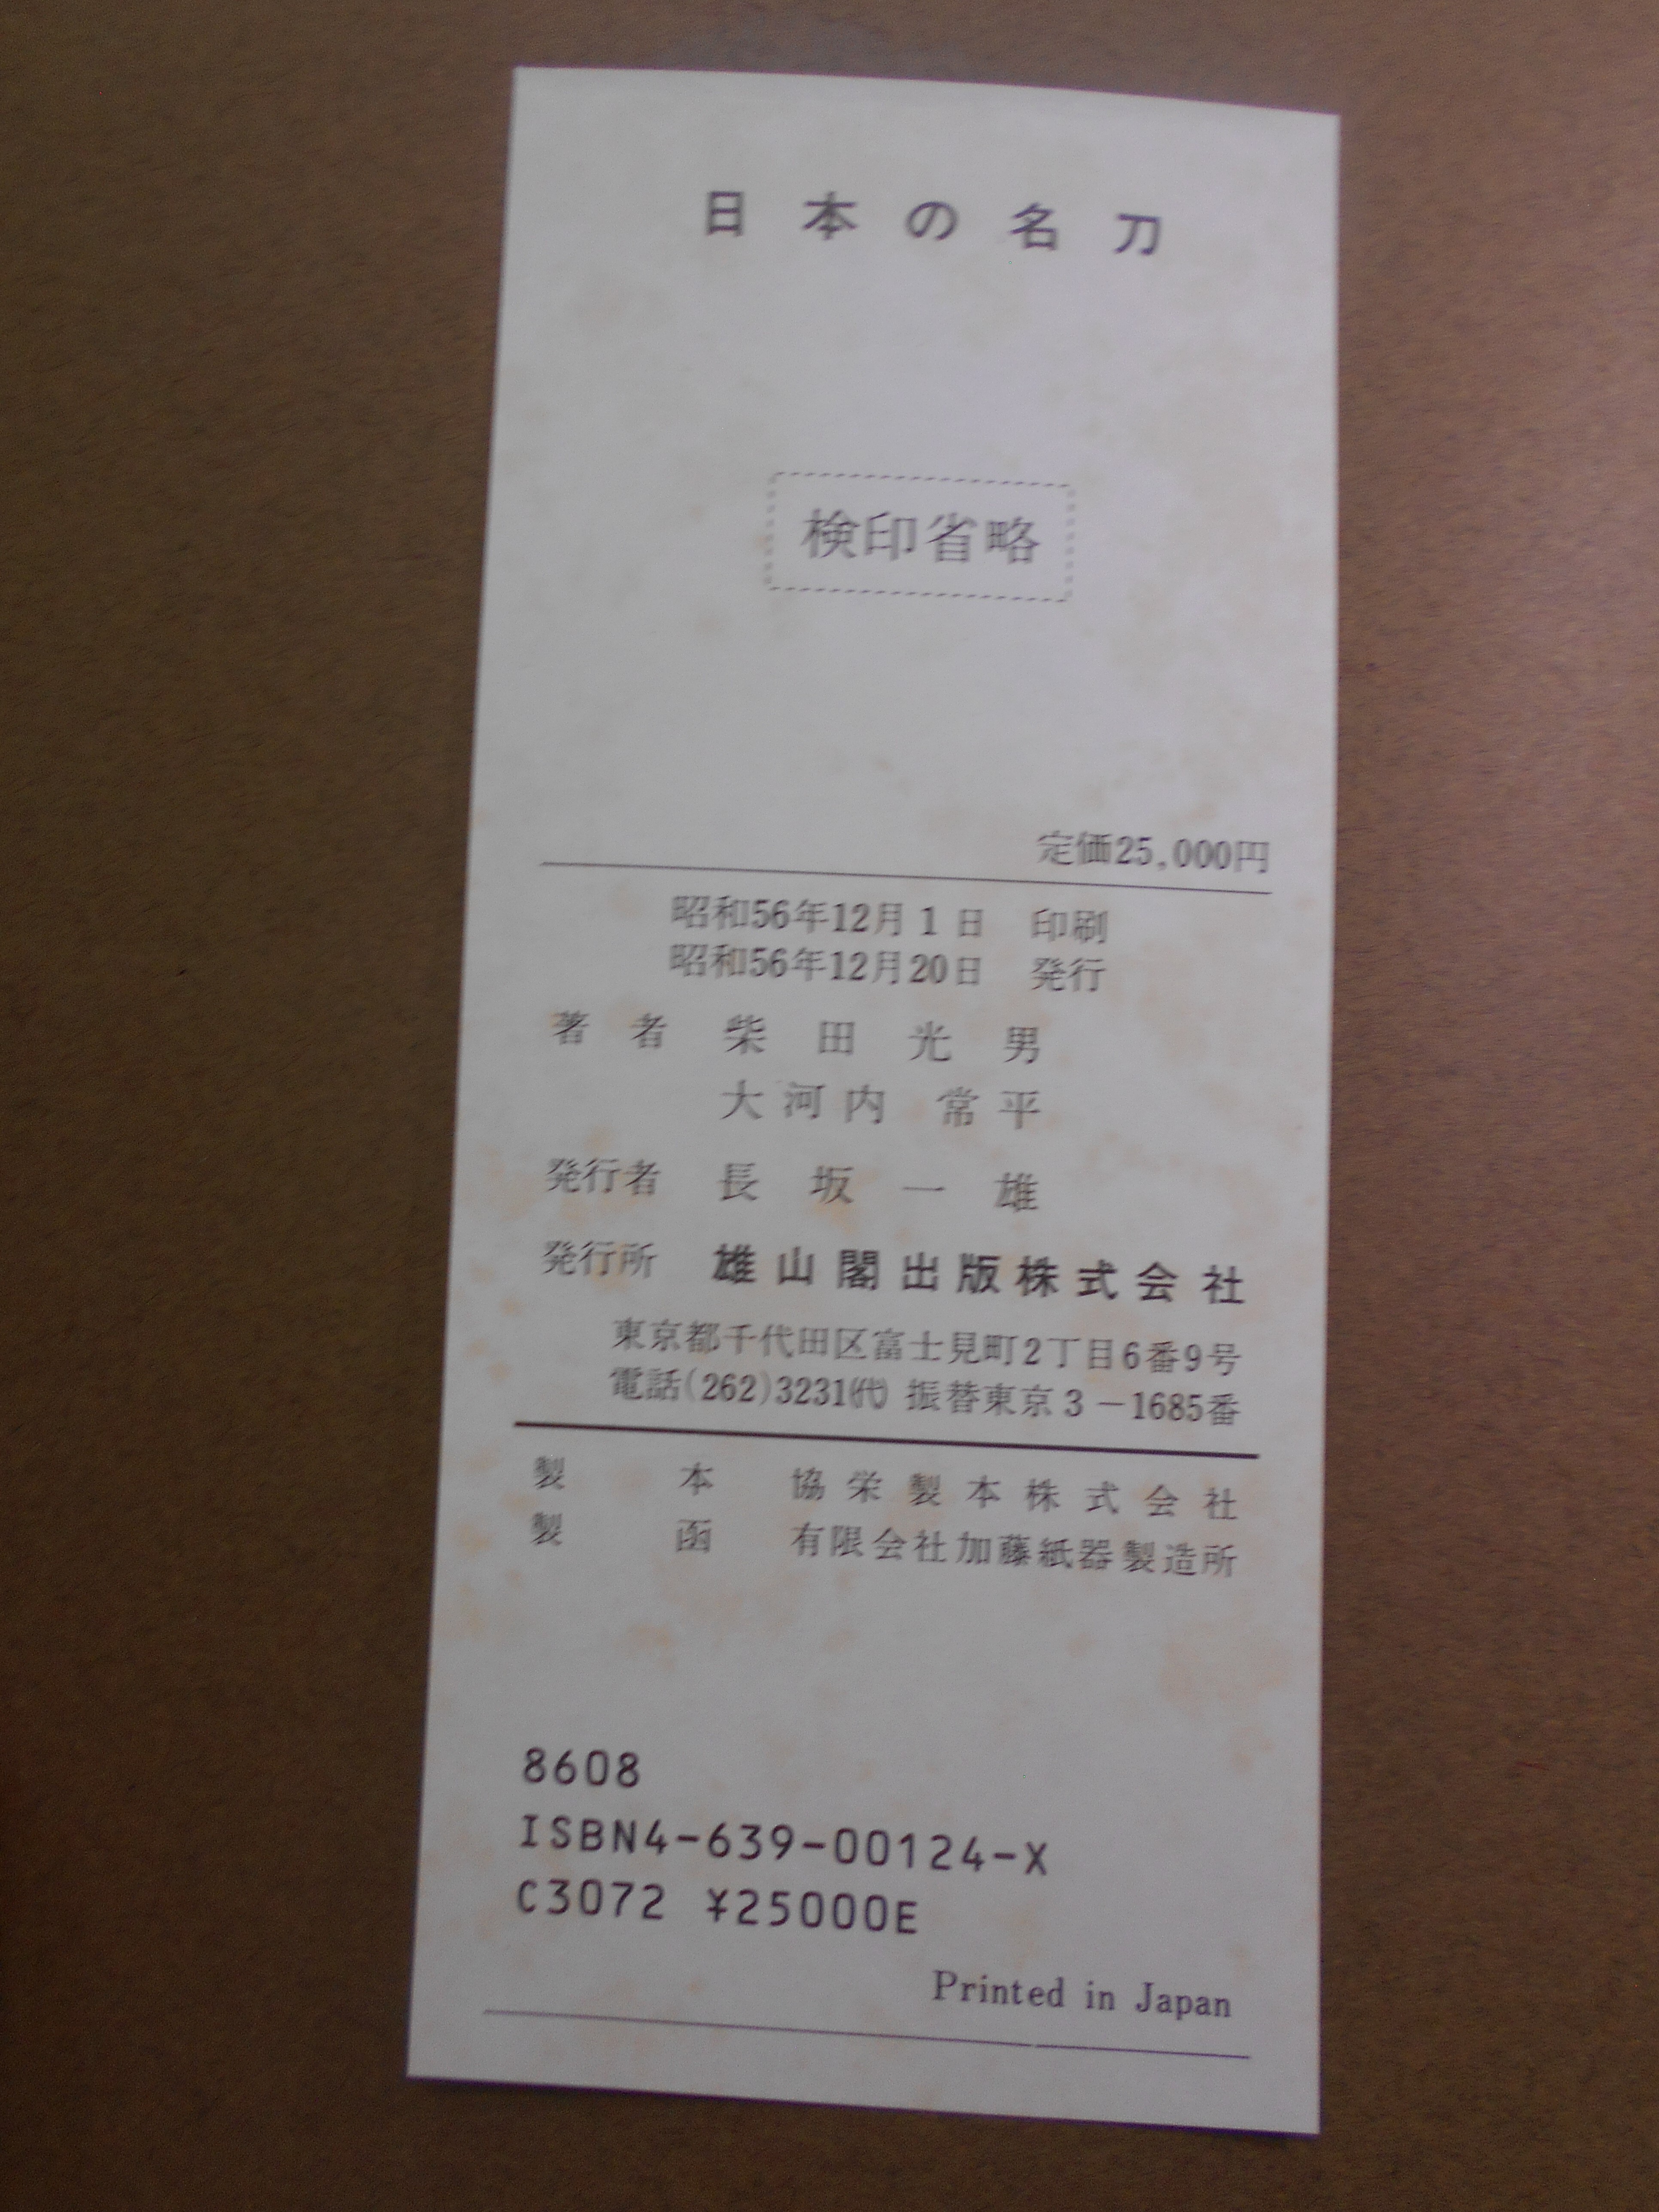 日本の名刀
検印省略
定価25,000円
昭和56年12月1日 印刷
昭和56年12月20日 発行
著者 柴田光男
大河内常平
発行者 長坂一雄
発行所 雄山閣出版株式会社
東京都千代田区富士見町2丁目6番9号
電話(262)3231㈹ 振替東京3-1685番
製本 協栄製本株式会社
製函 有限会社加藤紙器製造所
8608
ISBN4-639-00124-X
C3072 ¥25000E
Printed in Japan